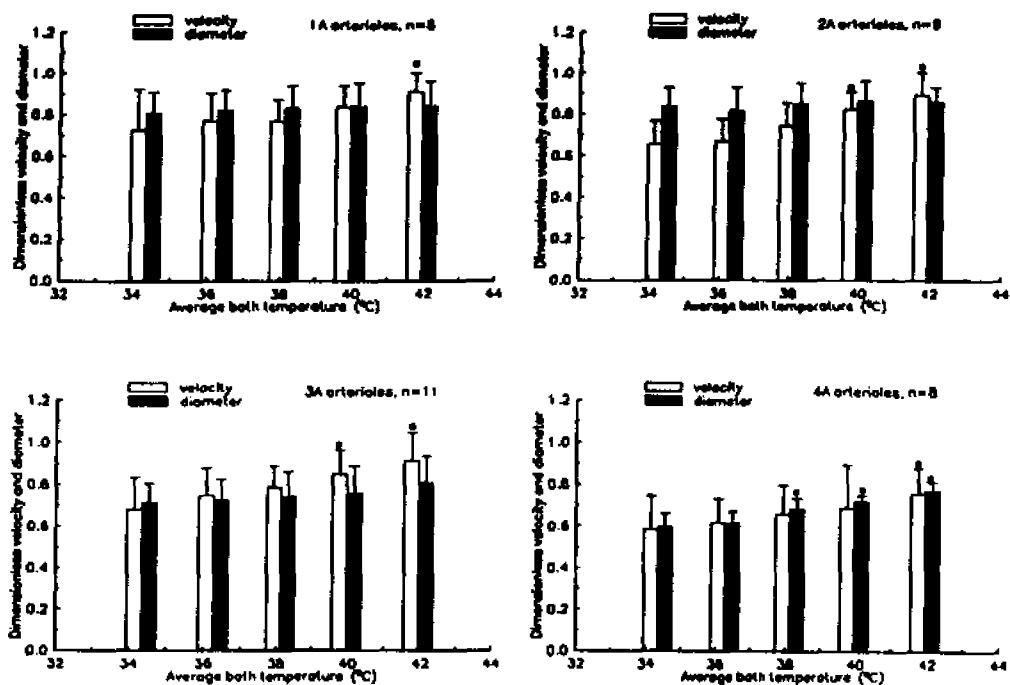 velocity
diameter
1A arterioles, n=8
Dimensionless velocity and diameter
1.2
1.0
0.8
0.6
0.4
0.2
0.0
32 34 36 38 40 42 44
Average bath temperature (°C)
velocity
diameter
2A arterioles, n=9
Dimensionless velocity and diameter
1.2
1.0
0.8
0.6
0.4
0.2
0.0
32 34 36 38 40 42 44
Average bath temperature (°C)
velocity
diameter
3A arterioles, n=11
Dimensionless velocity and diameter
1.2
1.0
0.8
0.6
0.4
0.2
0.0
32 34 36 38 40 42 44
Average bath temperature (°C)
velocity
diameter
4A arterioles, n=8
Dimensionless velocity and diameter
1.2
1.0
0.8
0.6
0.4
0.2
0.0
32 34 36 38 40 42 44
Average bath temperature (°C)